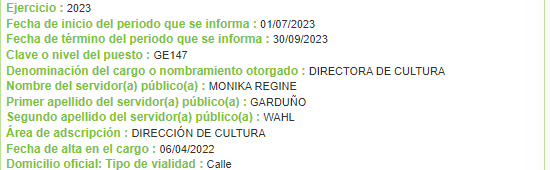 Ejercicio : 2023
Fecha de inicio del periodo que se informa : 01/07/2023
Fecha de término del periodo que se informa : 30/09/2023
Clave o nivel del puesto : GE147
Denominación del cargo o nombramiento otorgado : DIRECTORA DE CULTURA
Nombre del servidor(a) público(a) : MONIKA REGINE
Primer apellido del servidor(a) público(a) : GARDUÑO
Segundo apellido del servidor(a) público(a) : WAHL
Área de adscripción : DIRECCIÓN DE CULTURA
Fecha de alta en el cargo : 06/04/2022
Domicilio oficial: Tipo de vialidad : Calle